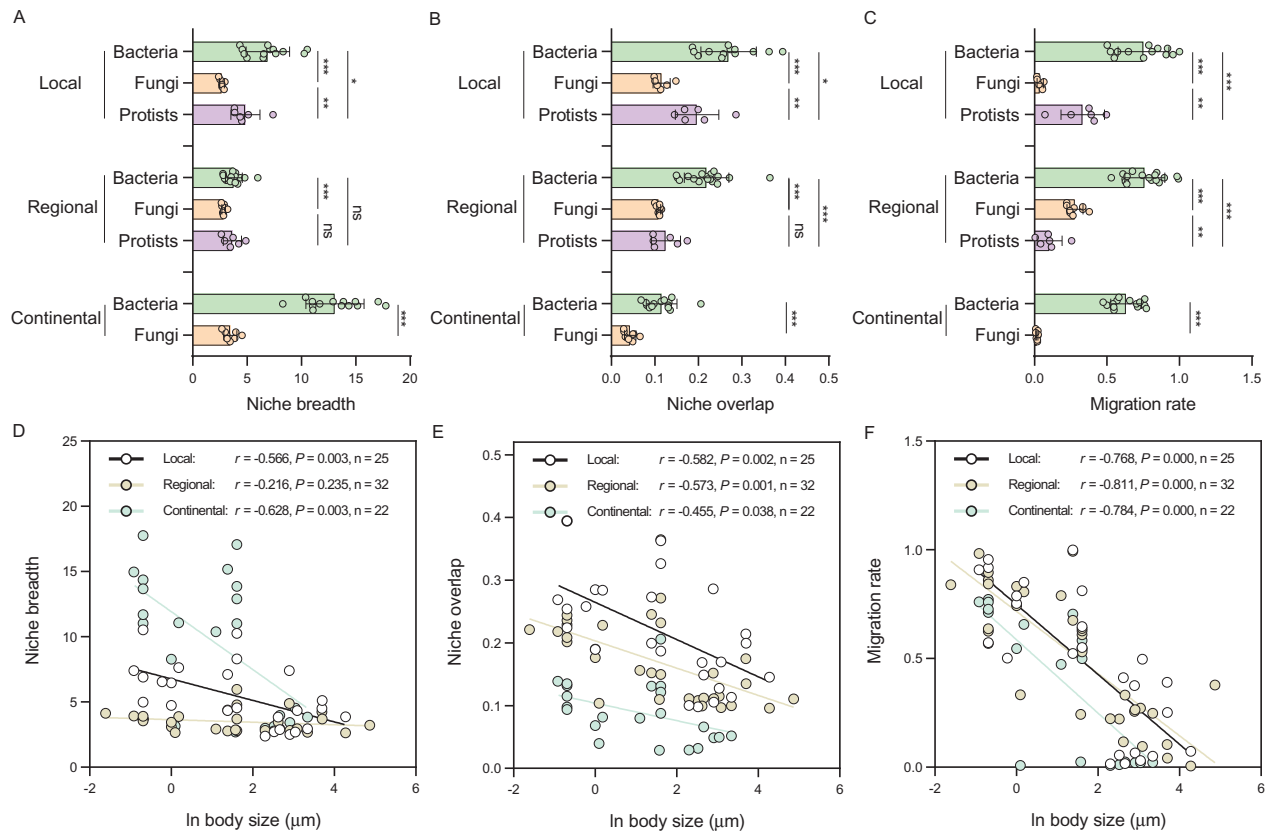 A
Local
Bacteria
Fungi
Protists
***
**
*
Regional
Bacteria
Fungi
Protists
***
ns
ns
Continental
Bacteria
Fungi
***
0 5 10 15 20
Niche breadth
B
Local
Bacteria
Fungi
Protists
***
**
*
Regional
Bacteria
Fungi
Protists
***
ns
***
Continental
Bacteria
Fungi
***
0.0 0.1 0.2 0.3 0.4 0.5
Niche overlap
C
Local
Bacteria
Fungi
Protists
***
**
***
Regional
Bacteria
Fungi
Protists
***
**
***
Continental
Bacteria
Fungi
***
0.0 0.5 1.0 1.5
Migration rate
D
Local: r = -0.566, P = 0.003, n = 25
Regional: r = -0.216, P = 0.235, n = 32
Continental: r = -0.628, P = 0.003, n = 22
25
20
15
10
5
0
Niche breadth
-2 0 2 4 6
ln body size (μm)
E
Local: r = -0.582, P = 0.002, n = 25
Regional: r = -0.573, P = 0.001, n = 32
Continental: r = -0.455, P = 0.038, n = 22
0.5
0.4
0.3
0.2
0.1
0.0
Niche overlap
-2 0 2 4 6
ln body size (μm)
F
Local: r = -0.768, P = 0.000, n = 25
Regional: r = -0.811, P = 0.000, n = 32
Continental: r = -0.784, P = 0.000, n = 22
1.5
1.0
0.5
0.0
Migration rate
-2 0 2 4 6
ln body size (μm)